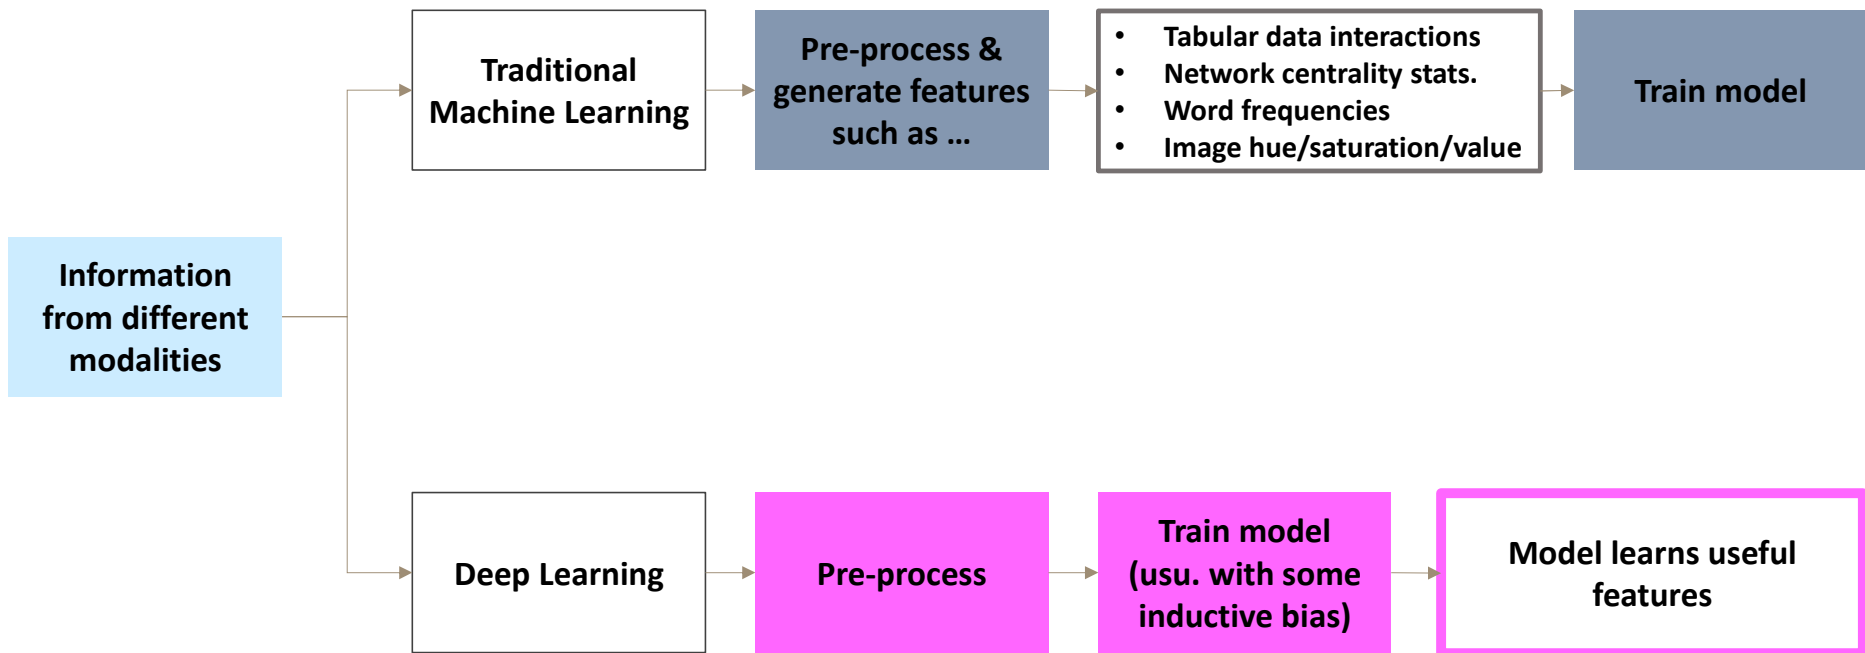 Traditional
Machine Learning
Pre-process &
generate features
such as ...
• Tabular data interactions
• Network centrality stats.
• Word frequencies
• Image hue/saturation/value
Train model
Information
from different
modalities
Deep Learning
Pre-process
Train model
(usu. with some
inductive bias)
Model learns useful
features